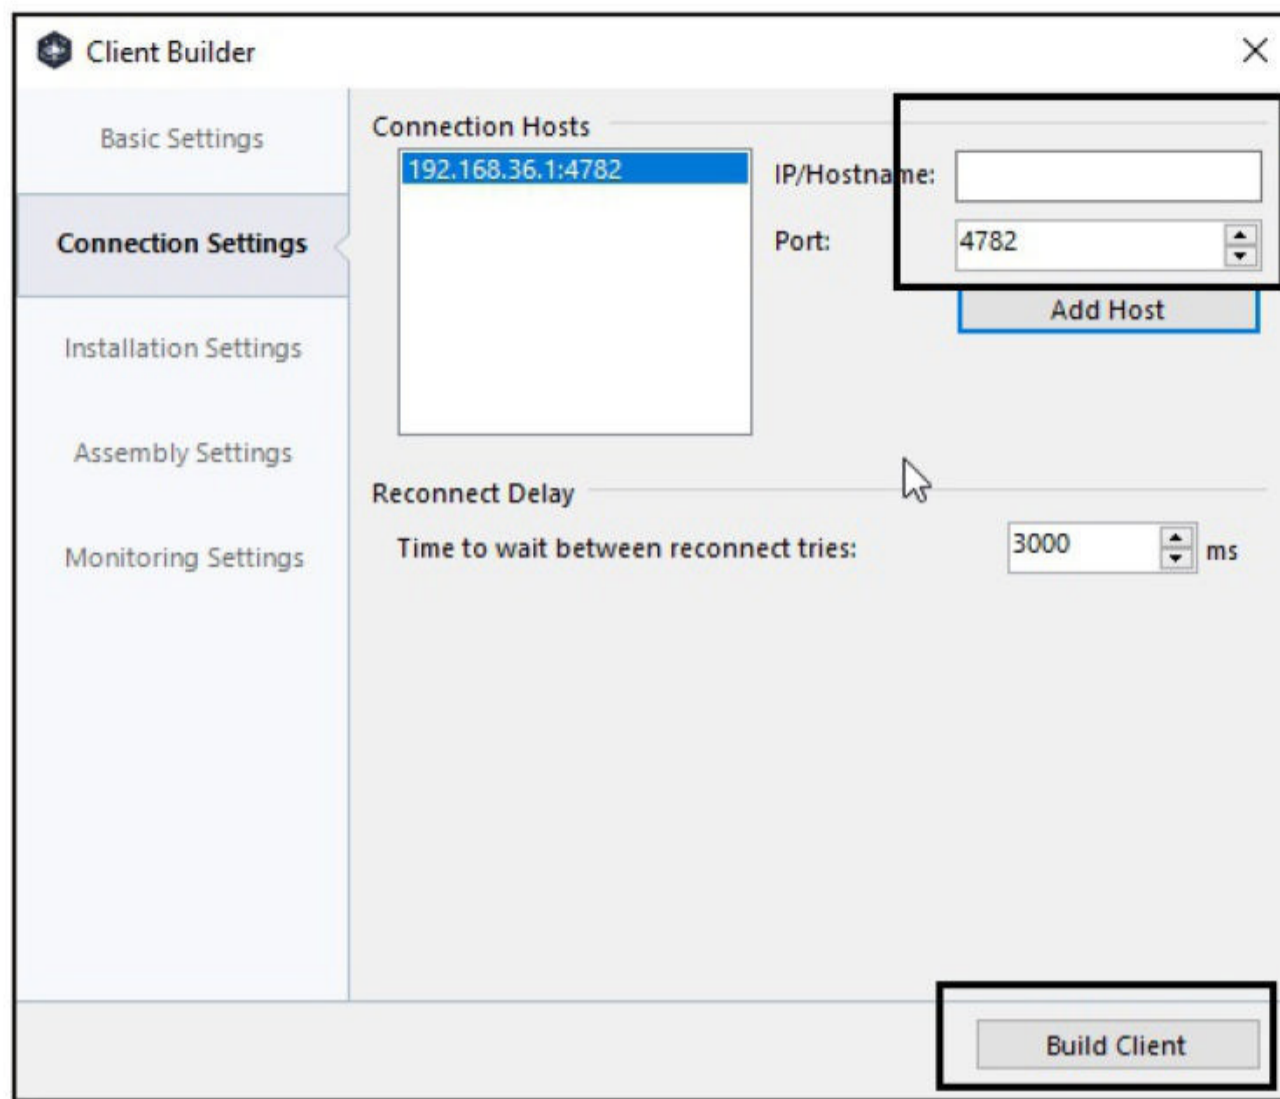 Client Builder
Basic Settings
Connection Settings
Installation Settings
Assembly Settings
Monitoring Settings
Connection Hosts
192.168.36.1:4782
IP/Hostname:
Port: 4782
Add Host
Reconnect Delay
Time to wait between reconnect tries: 3000 ms
Build Client